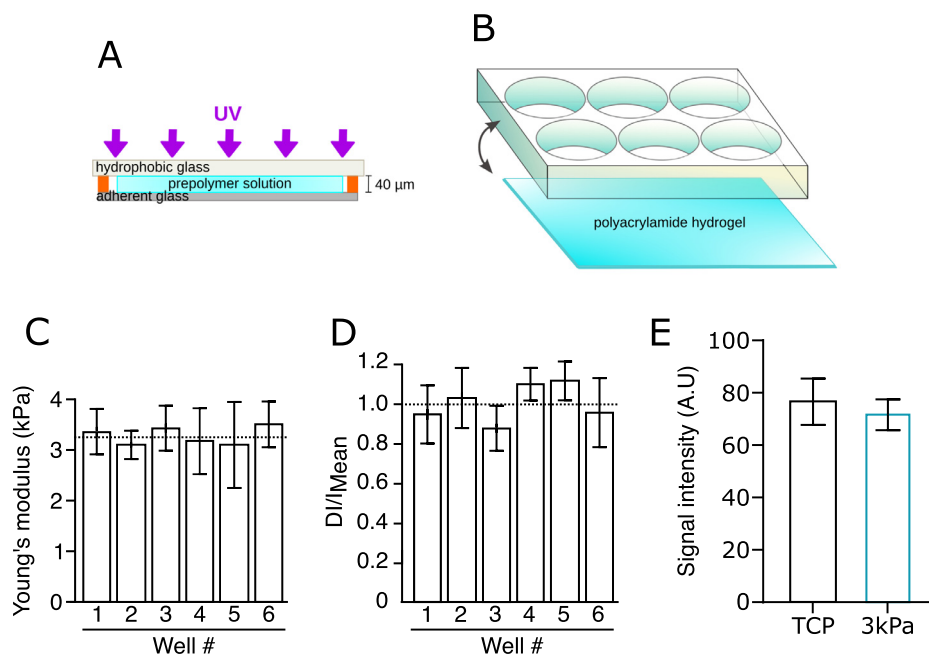 A
UV
hydrophobic glass
prepolymer solution
40 µm
adherent glass
B
polyacrylamide hydrogel
C
Young's modulus (kPa)
4
3
2
1
0
1 2 3 4 5 6
Well #
D
DI/IMean
1.2
1.0
0.8
0.6
0.4
0.2
0
1 2 3 4 5 6
Well #
E
Signal intensity (A.U)
100
80
60
40
20
0
TCP 3kPa